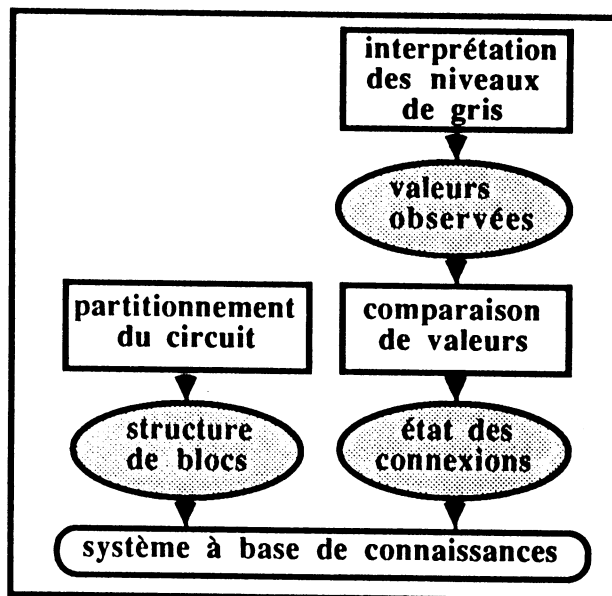 interprétation
des niveaux
de gris
valeurs
observées
partitionnement
du circuit
comparaison
de valeurs
structure
de blocs
état des
connexions
système à base de connaissances